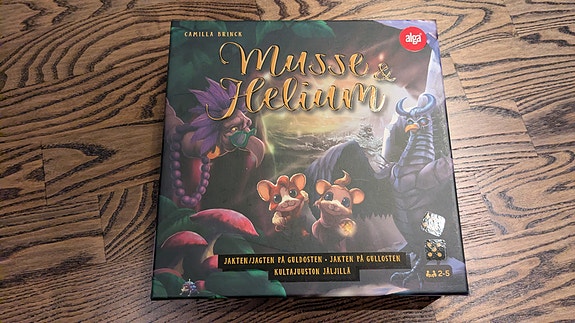 CAMILLA BRINCK
alga
Musse &
Helium
JAKTEN/JAGTEN PÅ GULDOSTEN • JAKTEN PÅ GULLOSTEN
KULTAJUUSTON JÄLJILLÄ
2-5